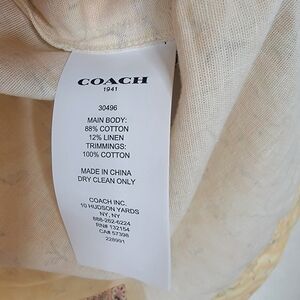 COACH
1941
30496
MAIN BODY:
88% COTTON
12% LINEN
TRIMMINGS:
100% COTTON
MADE IN CHINA
DRY CLEAN ONLY
COACH INC.
10 HUDSON YARDS
NY, NY
888-262-6224
RN# 132154
CA# 57398
228991